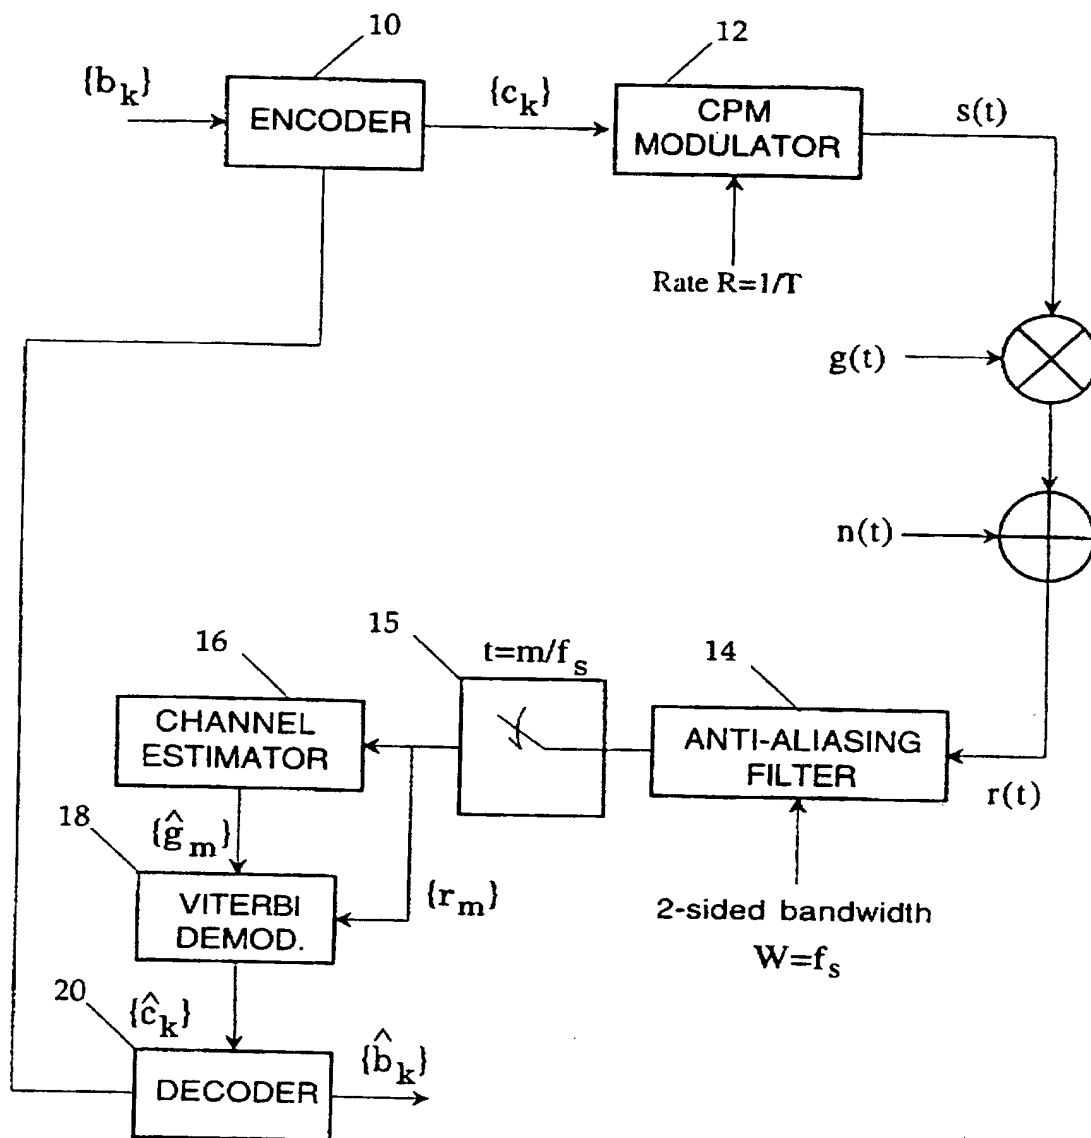 10
12
{b_k}
ENCODER
{c_k}
CPM
MODULATOR
s(t)
Rate R=1/T
g(t)
n(t)
15
t=m/f_s
14
16
CHANNEL
ESTIMATOR
ANTI-ALIASING
FILTER
r(t)
18
{ĝ_m}
VITERBI
DEMOD.
{r_m}
2-sided bandwidth
W=f_s
20
{ĉ_k}
DECODER
{b̂_k}